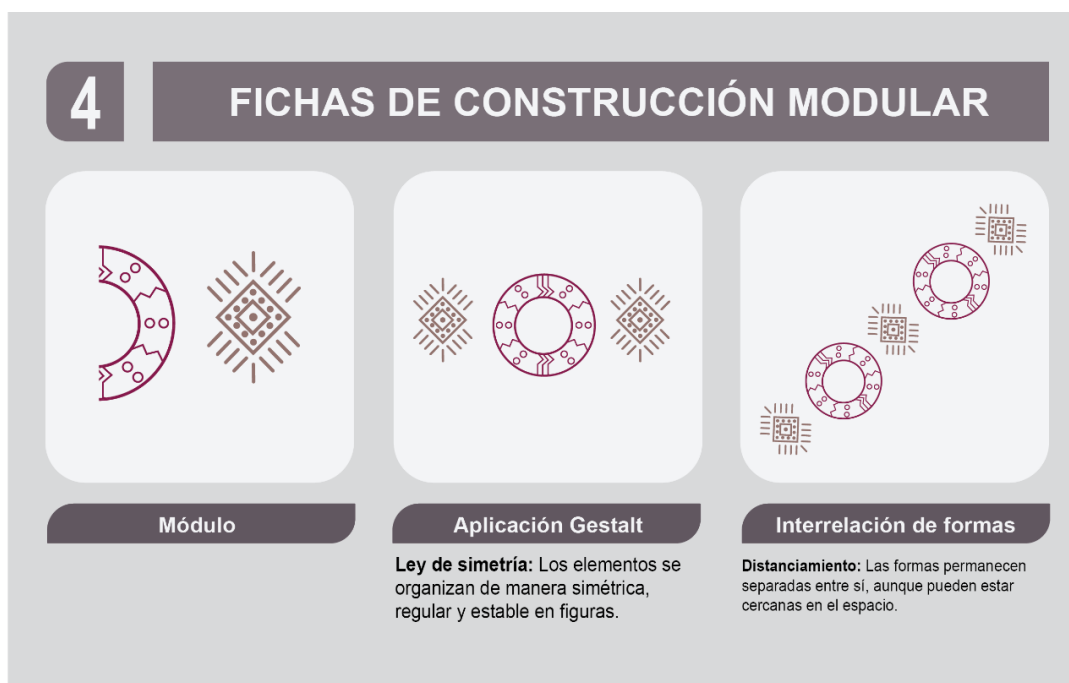 4
FICHAS DE CONSTRUCCIÓN MODULAR
Módulo
Aplicación Gestalt
Ley de simetría: Los elementos se
organizan de manera simétrica,
regular y estable en figuras.
Interrelación de formas
Distanciamiento: Las formas permanecen
separadas entre sí, aunque pueden estar
cercanas en el espacio.